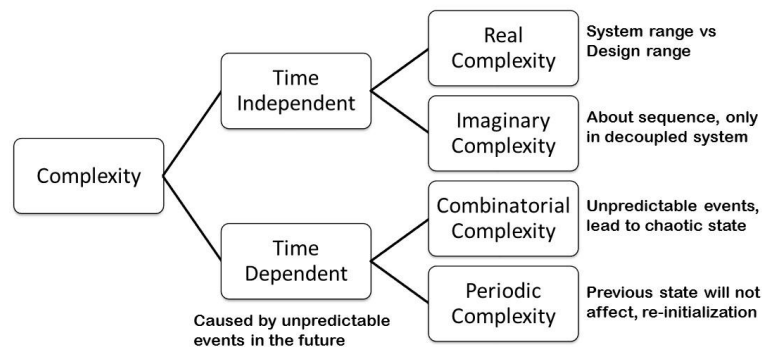 Complexity
Time
Independent
Real
Complexity
System range vs
Design range
Imaginary
Complexity
About sequence, only
in decoupled system
Time
Dependent
Caused by unpredictable
events in the future
Combinatorial
Complexity
Unpredictable events,
lead to chaotic state
Periodic
Complexity
Previous state will not
affect, re-initialization